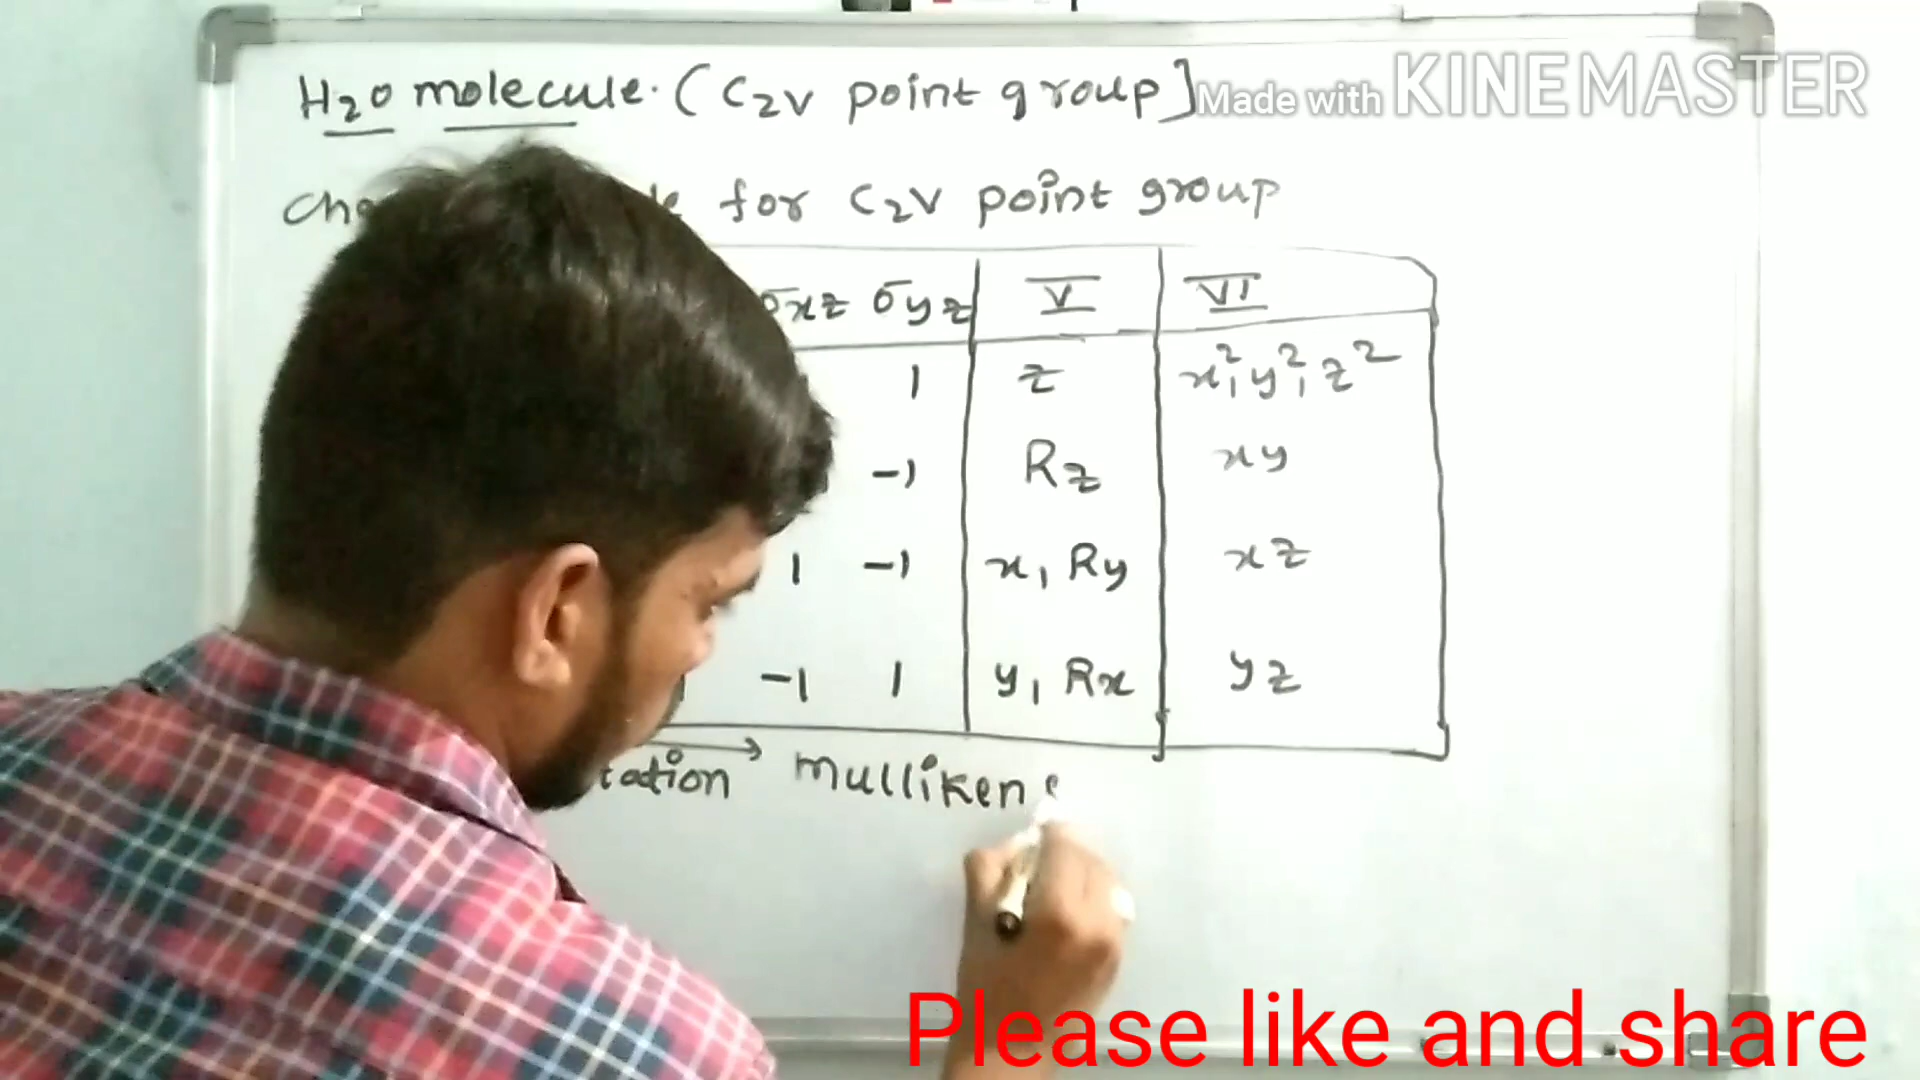 H2O molecule. (C2V point group]
Made with KINEMASTER
for C2V point group
σxz σyz V VI
1 z x², y², z²
-1 Rz xy
1 -1 x, Ry xz
-1 1 y, Rx yz
→ mulliken
Please like and share